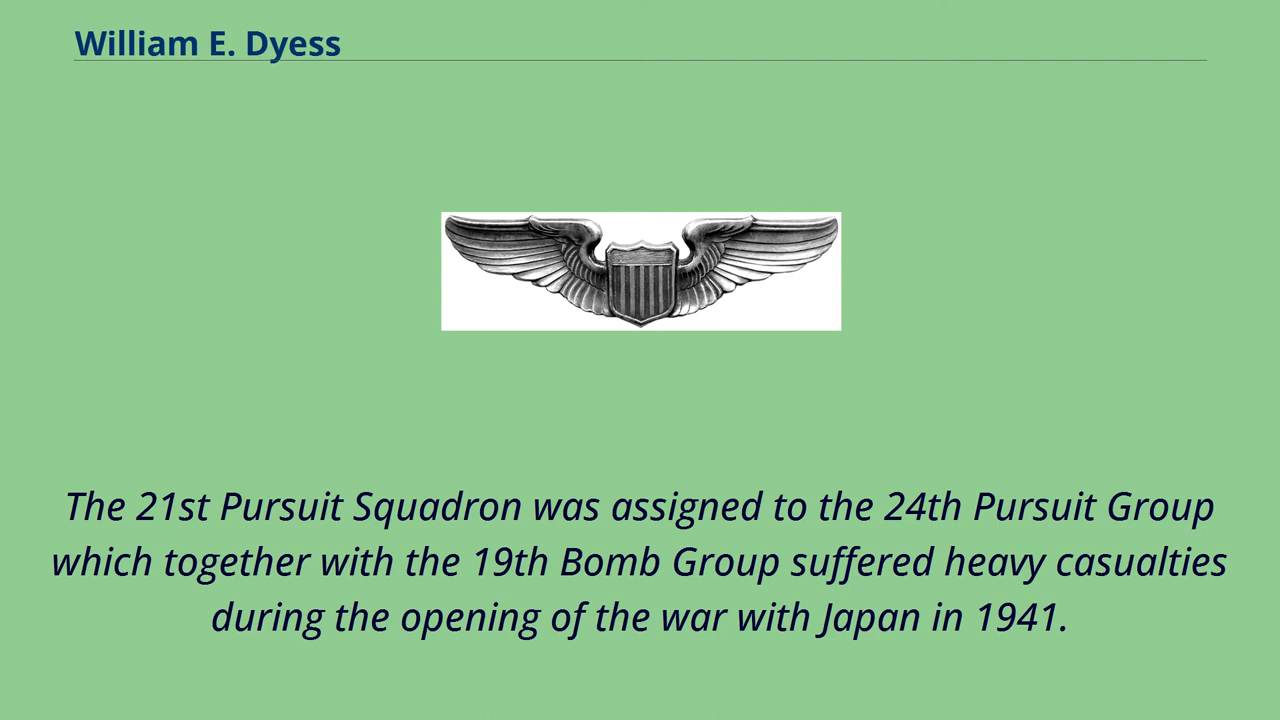 William E. Dyess
The 21st Pursuit Squadron was assigned to the 24th Pursuit Group
which together with the 19th Bomb Group suffered heavy casualties
during the opening of the war with Japan in 1941.